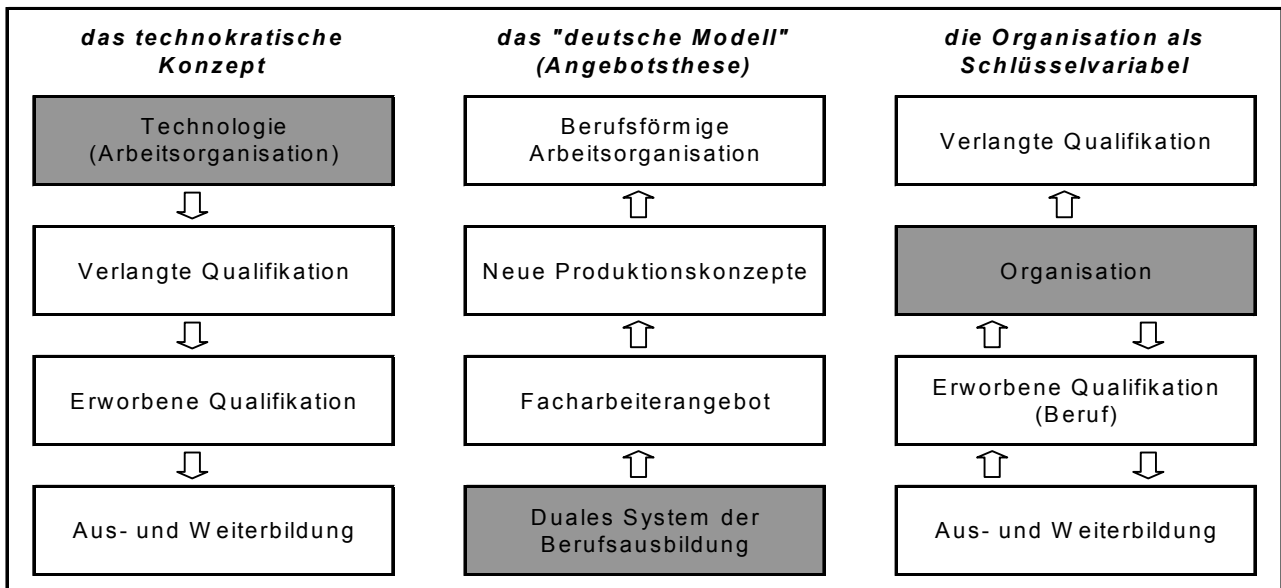 das technokratische
Konzept
Technologie
(Arbeitsorganisation)
Verlangte Qualifikation
Erworbene Qualifikation
Aus- und Weiterbildung
das "deutsche Modell"
(Angebotsthese)
Berufsförmige
Arbeitsorganisation
Neue Produktionskonzepte
Facharbeiterangebot
Duales System der
Berufsausbildung
die Organisation als
Schlüsselvariabel
Verlangte Qualifikation
Organisation
Erworbene Qualifikation
(Beruf)
Aus- und Weiterbildung